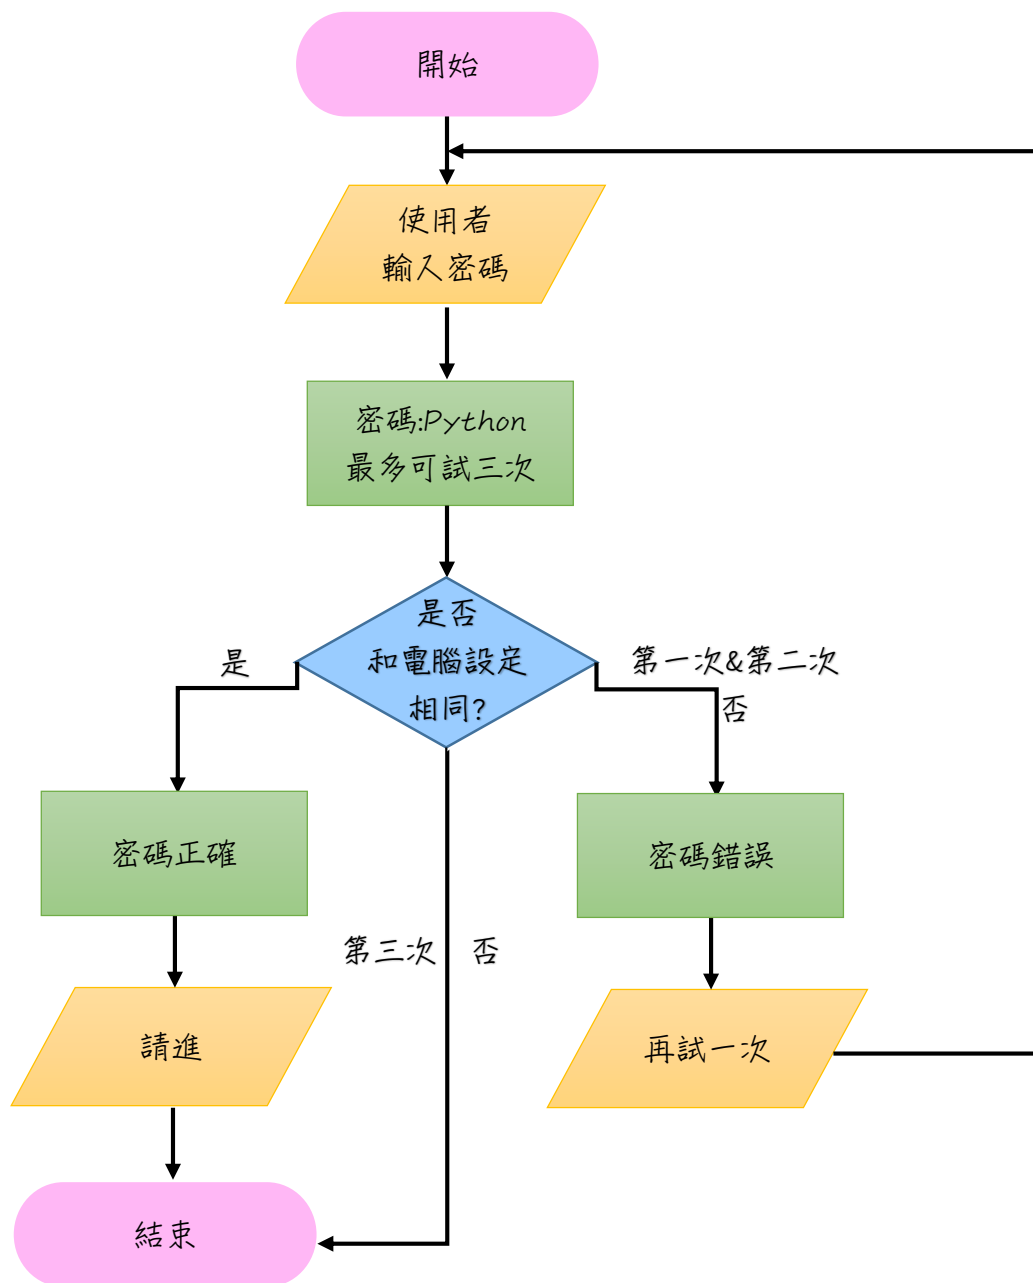 開始
使用者
輸入密碼
密碼:Python
最多可試三次
是否
和電腦設定
相同?
是
第一次&第二次
否
密碼正確
密碼錯誤
第三次 否
請進
再試一次
結束